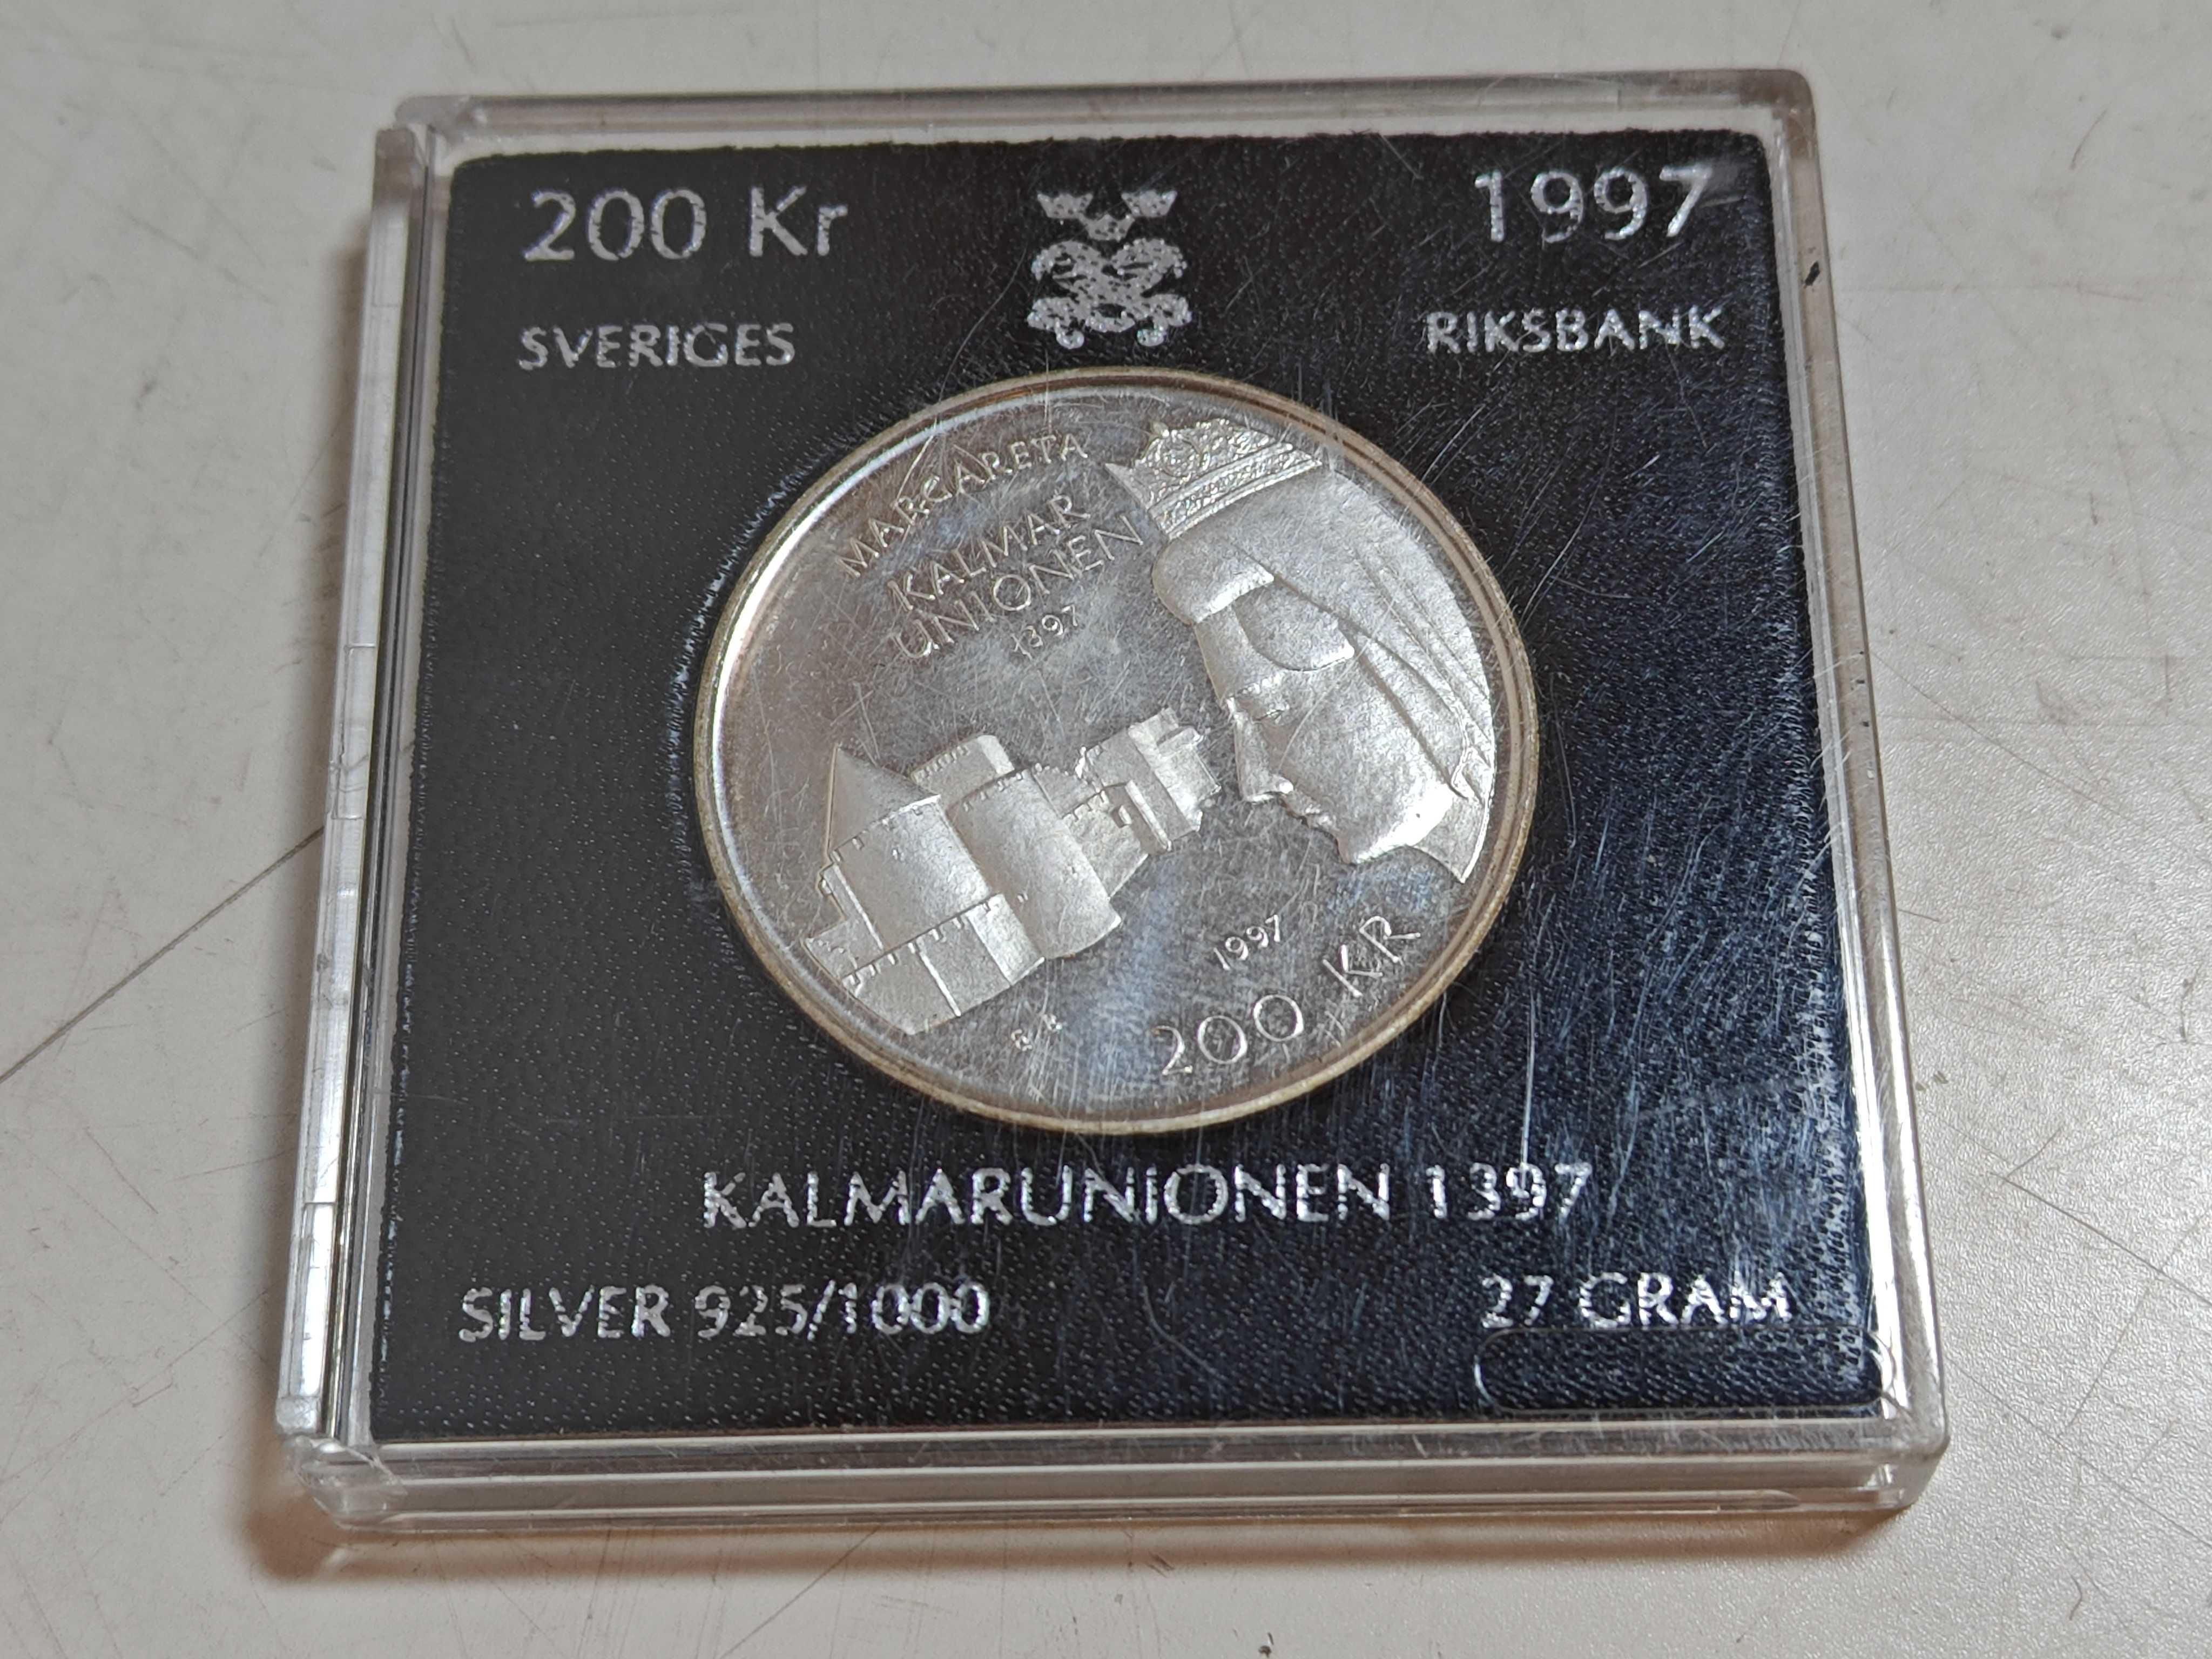 200 Kr 1997
SVERIGES RIKSBANK
MARGARETA
KALMAR
UNIONEN
1397
1997
200 KR
KALMARUNIONEN 1397
SILVER 925/1000 27 GRAM